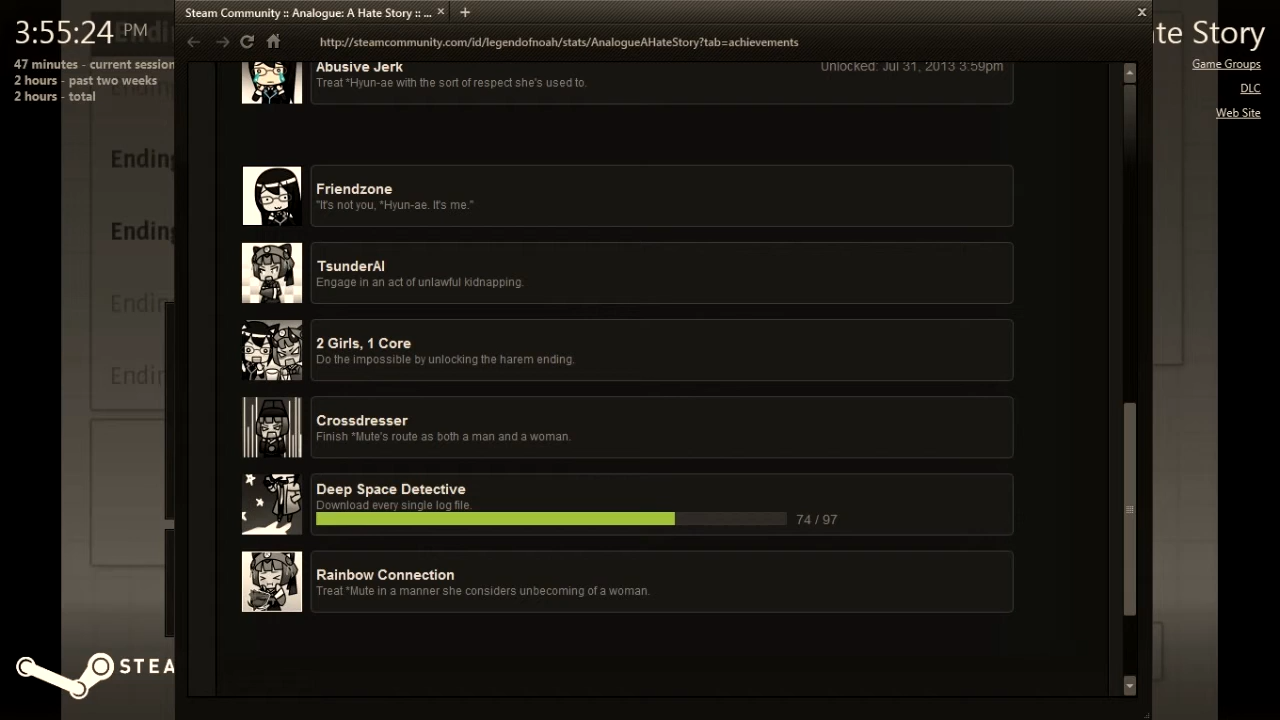 Steam Community :: Analogue: A Hate Story :: ...
3:55:24 PM
47 minutes - current session
2 hours - past two weeks
2 hours - total
http://steamcommunity.com/id/legendofnoah/stats/AnalogueAHateStory?tab=achievements
te Story
Game Groups
DLC
Web Site
Abusive Jerk
Unlocked: Jul 31, 2013 3:59pm
Treat *Hyun-ae with the sort of respect she's used to.
Ending
Friendzone
"It's not you, *Hyun-ae. It's me."
Ending
TsunderAI
Engage in an act of unlawful kidnapping.
Ending
2 Girls, 1 Core
Do the impossible by unlocking the harem ending.
Endin
Crossdresser
Finish *Mute's route as both a man and a woman.
Deep Space Detective
Download every single log file.
74 / 97
Rainbow Connection
Treat *Mute in a manner she considers unbecoming of a woman.
STEA